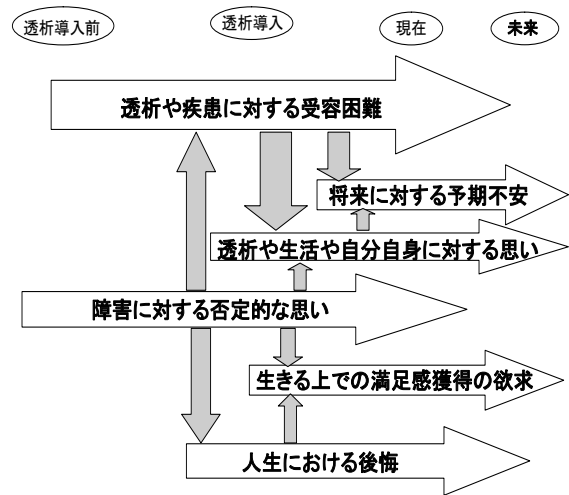 透析導入前
透析導入
現在
未来
透析や疾患に対する受容困難
将来に対する予期不安
透析や生活や自分自身に対する思い
障害に対する否定的な思い
生きる上での満足感獲得の欲求
人生における後悔